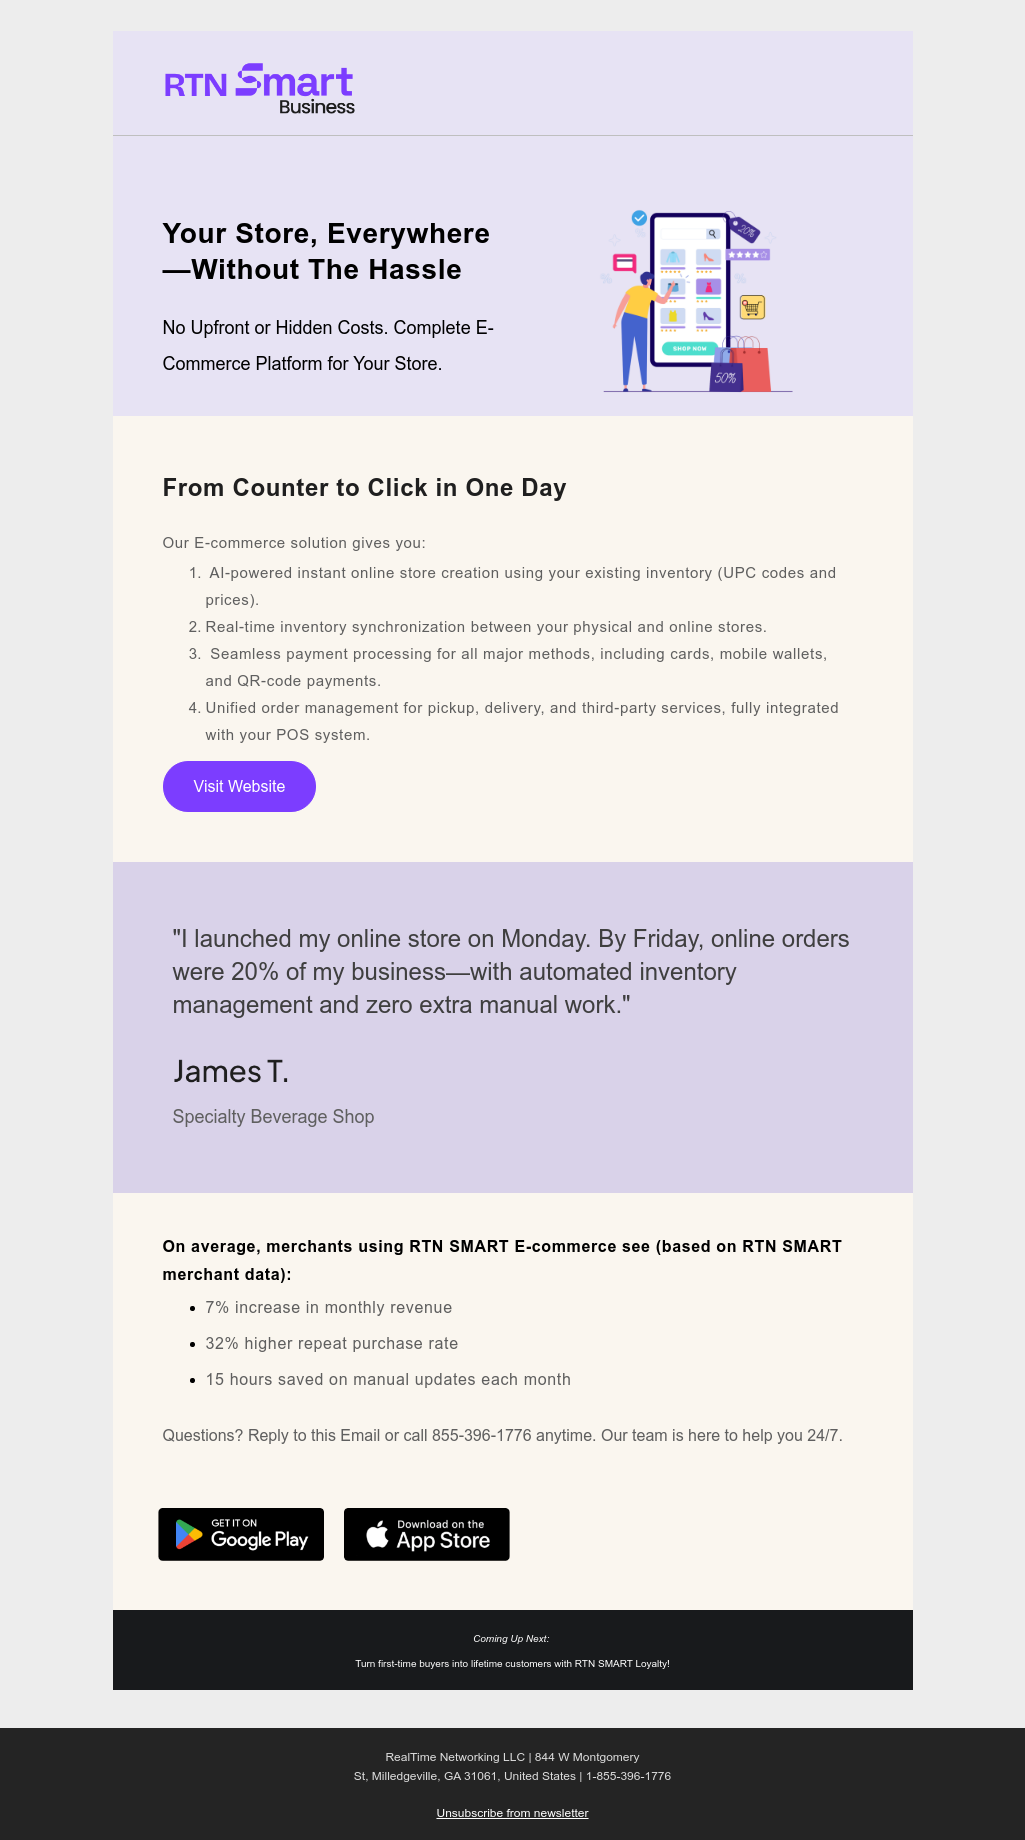 RTN Smart
Business
Your Store, Everywhere
—Without The Hassle
No Upfront or Hidden Costs. Complete E-
Commerce Platform for Your Store.
20%
SHOP NOW
50%
From Counter to Click in One Day
Our E-commerce solution gives you:
1. AI-powered instant online store creation using your existing inventory (UPC codes and
prices).
2. Real-time inventory synchronization between your physical and online stores.
3. Seamless payment processing for all major methods, including cards, mobile wallets,
and QR-code payments.
4. Unified order management for pickup, delivery, and third-party services, fully integrated
with your POS system.
Visit Website
"I launched my online store on Monday. By Friday, online orders
were 20% of my business—with automated inventory
management and zero extra manual work."
James T.
Specialty Beverage Shop
On average, merchants using RTN SMART E-commerce see (based on RTN SMART
merchant data):
• 7% increase in monthly revenue
• 32% higher repeat purchase rate
• 15 hours saved on manual updates each month
Questions? Reply to this Email or call 855-396-1776 anytime. Our team is here to help you 24/7.
GET IT ON
Google Play
Download on the
App Store
Coming Up Next:
Turn first-time buyers into lifetime customers with RTN SMART Loyalty!
RealTime Networking LLC | 844 W Montgomery
St, Milledgeville, GA 31061, United States | 1-855-396-1776
Unsubscribe from newsletter